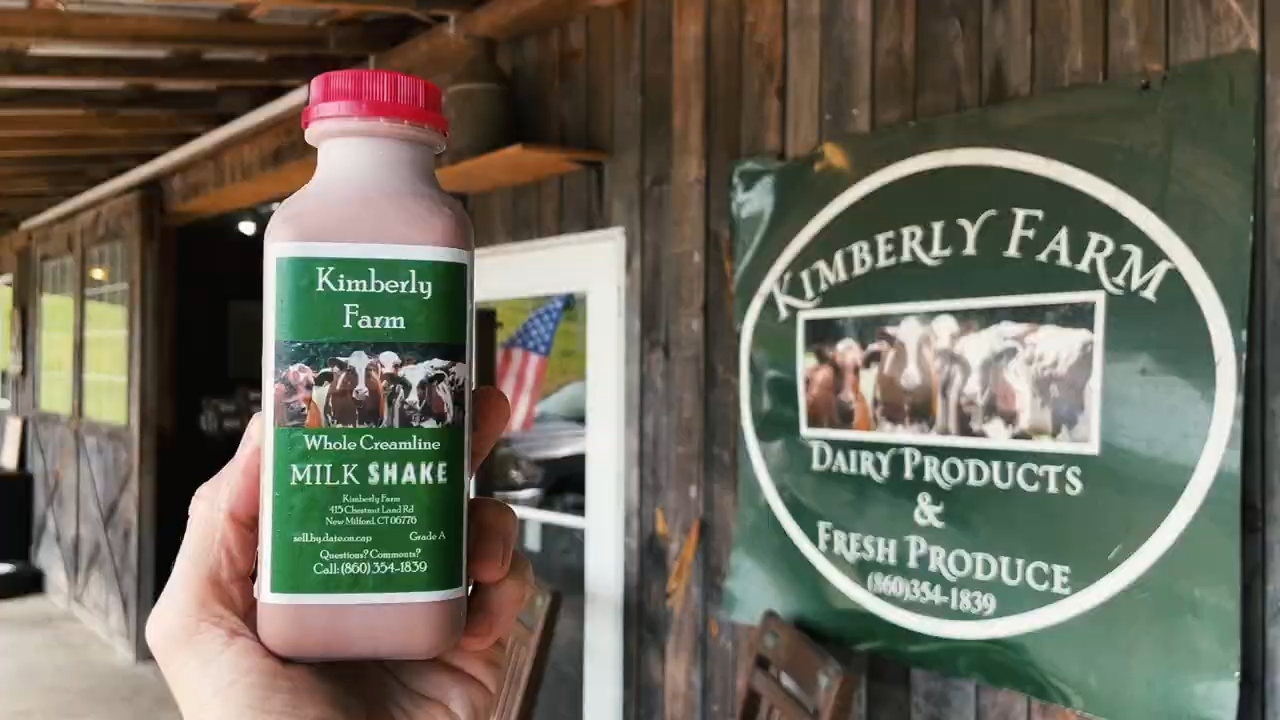 Kimberly
Farm
Whole Creamline
MILK SHAKE
Kimberly Farm
415 Chestnut Land Rd
New Milford, CT 06776
sell.by.date.on.cap Grade A
Questions? Comments?
Call: (860) 354-1839
KIMBERLY FARM
DAIRY PRODUCTS
&
FRESH PRODUCE
(860)354-1839